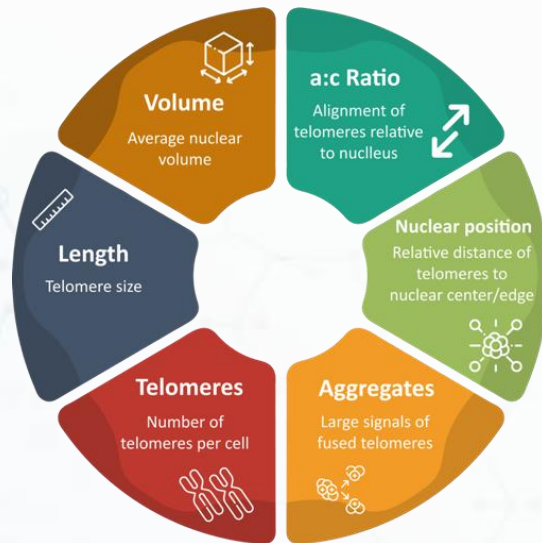 Volume
Average nuclear
volume
a:c Ratio
Alignment of
telomeres relative
to nuclleus
Nuclear position
Relative distance of
telomeres to
nuclear center/edge
Aggregates
Large signals of
fused telomeres
Telomeres
Number of
telomeres per cell
Length
Telomere size